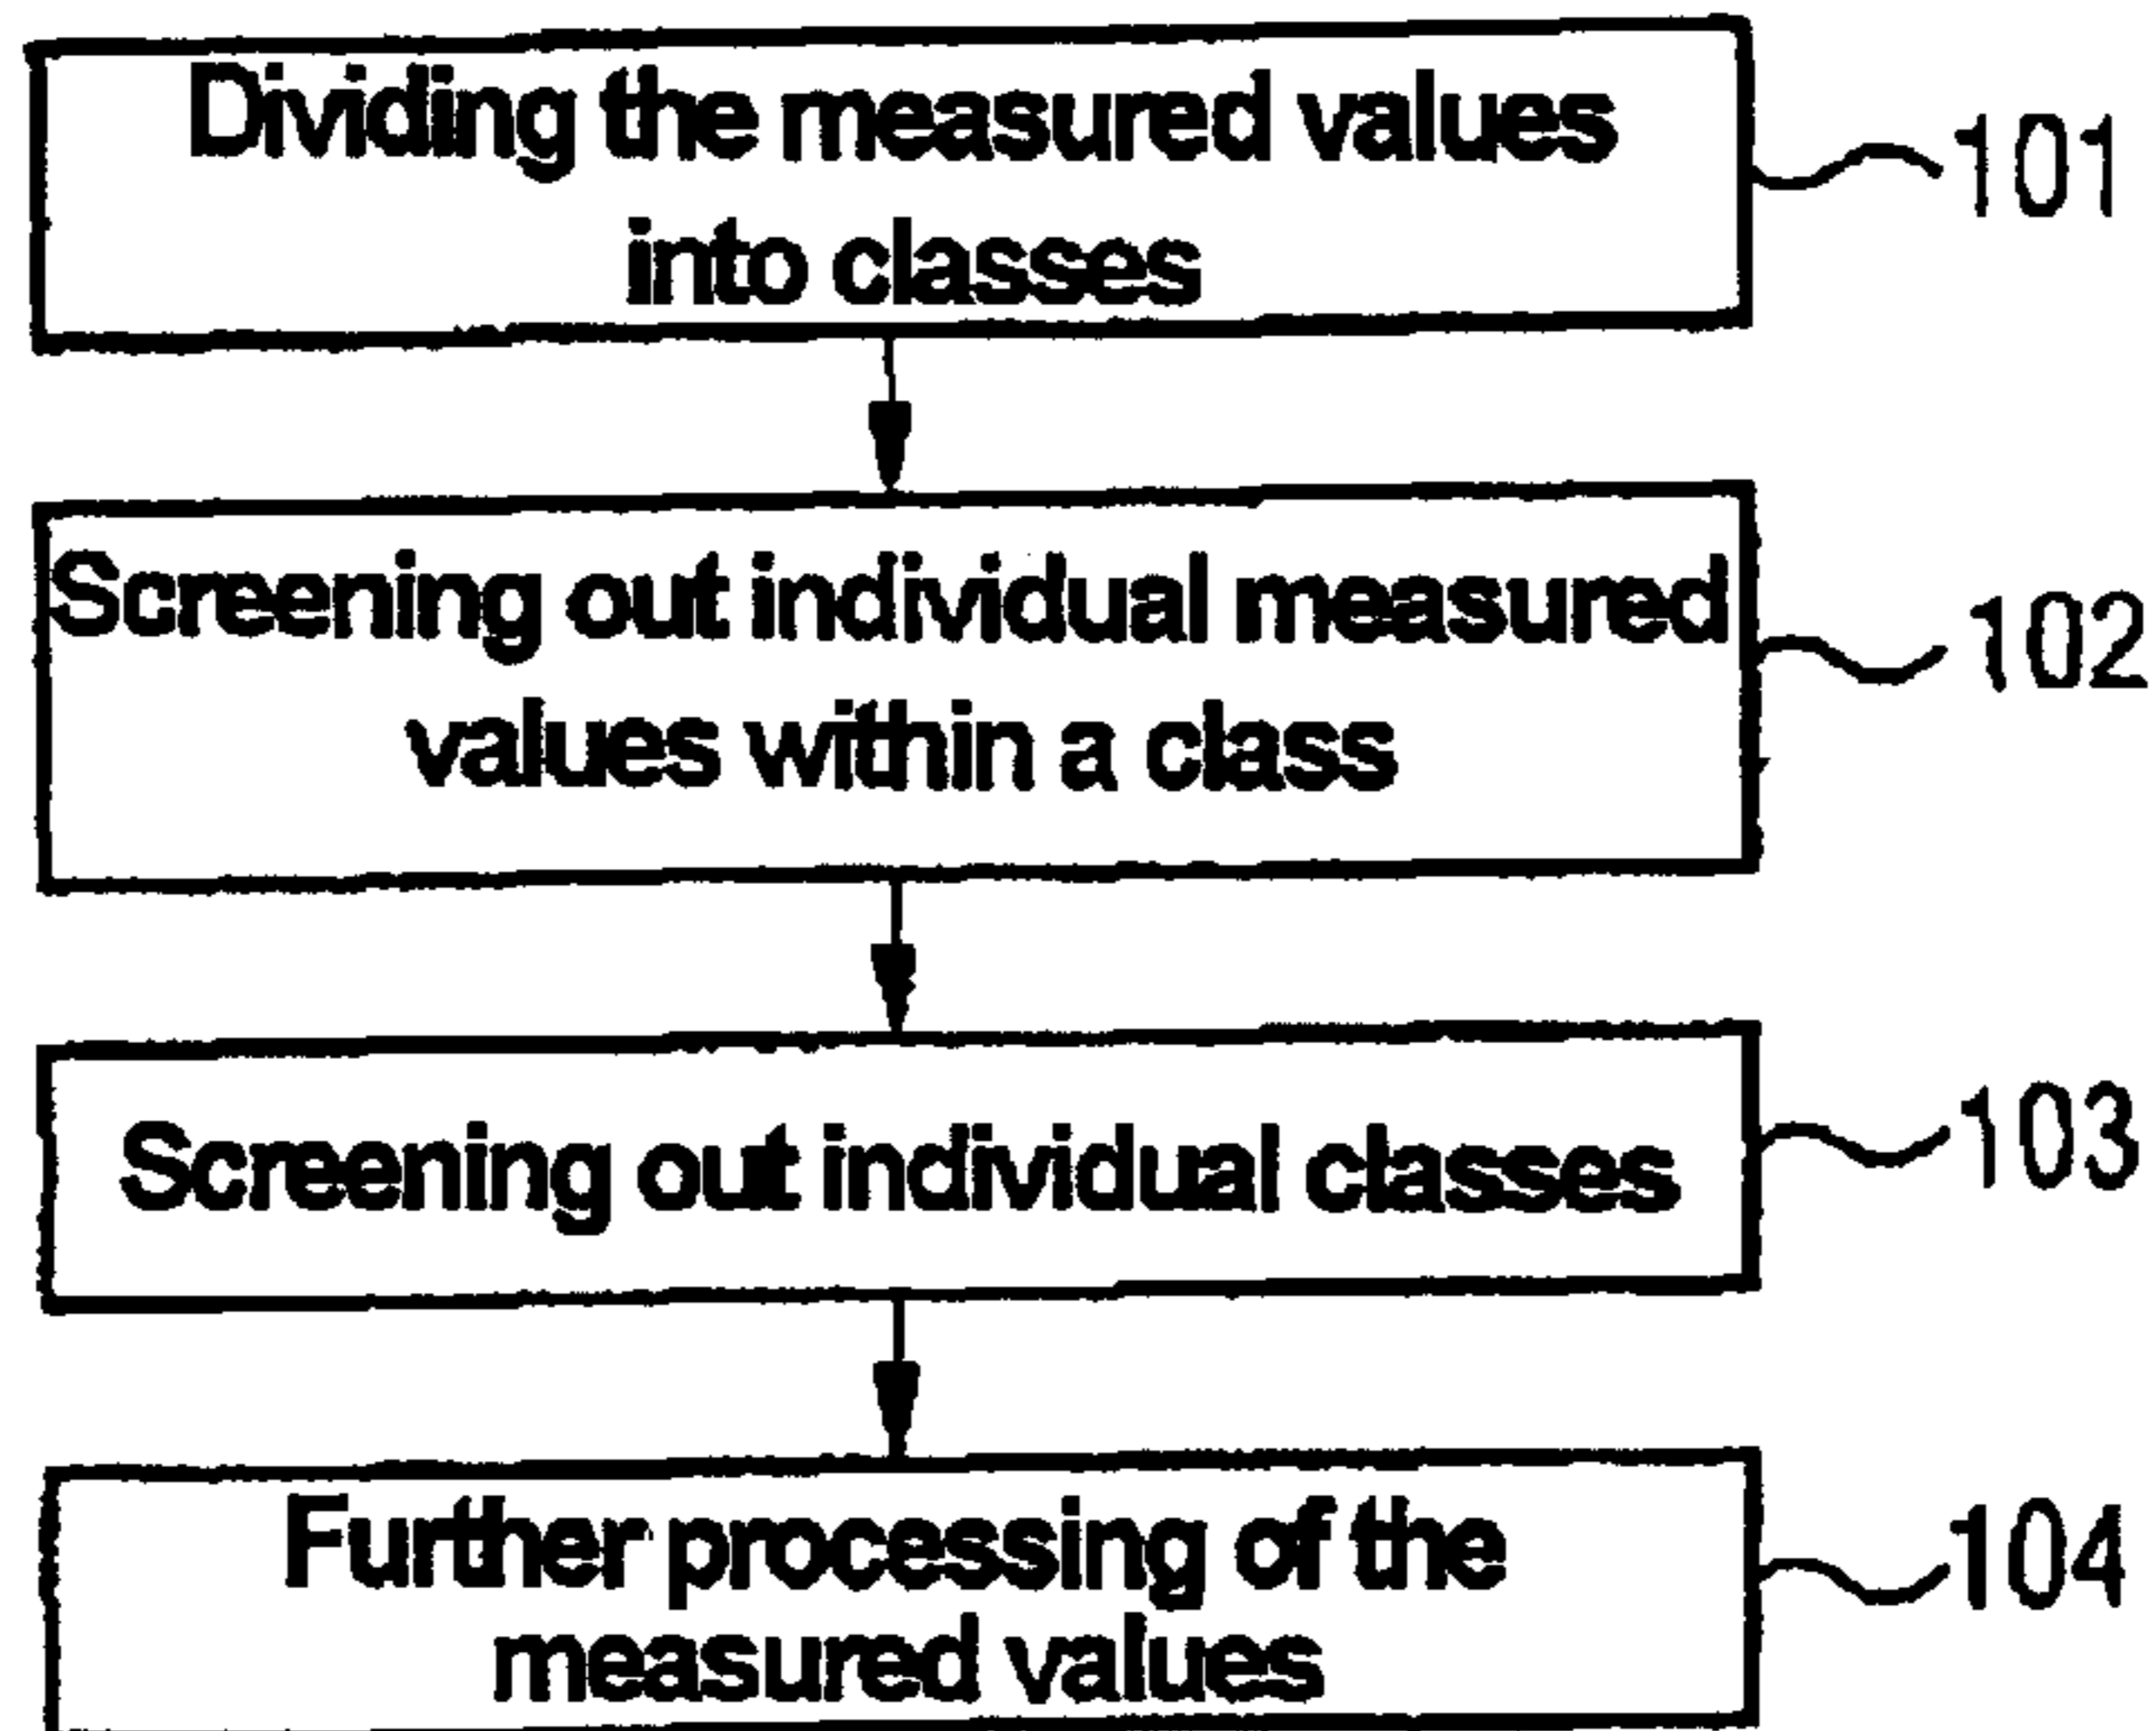 Dividing the measured values
into classes
101
Screening out individual measured
values within a class
102
Screening out individual classes
103
Further processing of the
measured values
104